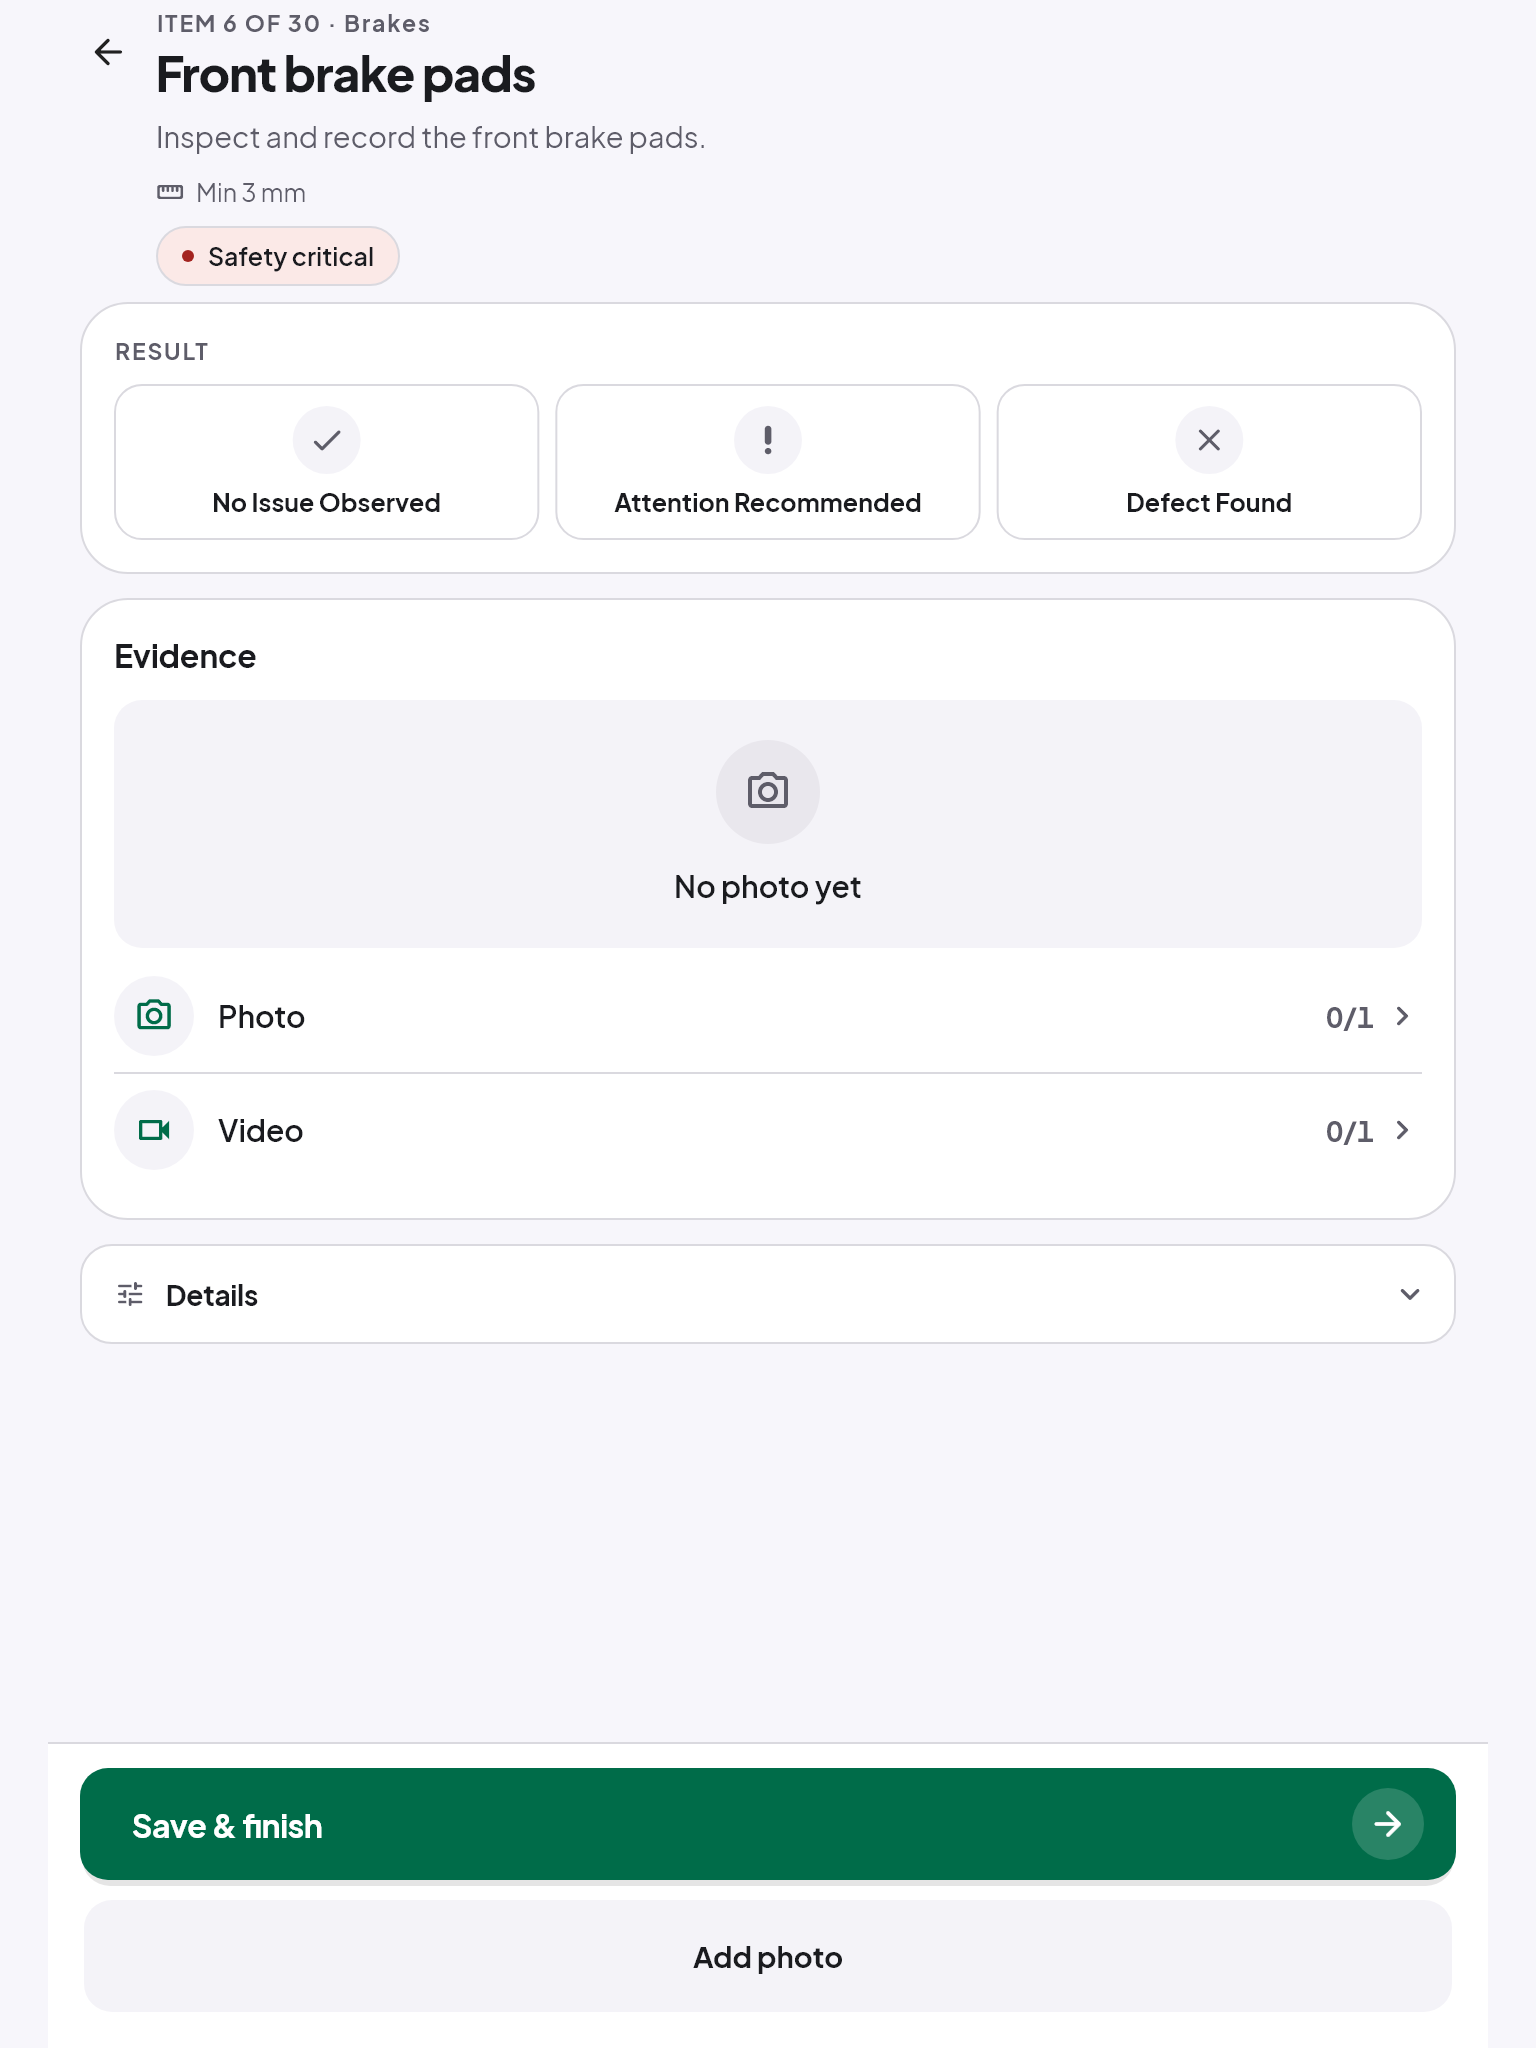 ITEM 6 OF 30 · Brakes
Front brake pads
Inspect and record the front brake pads.
Min 3 mm
Safety critical
RESULT
No Issue Observed
Attention Recommended
Defect Found
Evidence
No photo yet
Photo
0/1
Video
0/1
Details
Save & finish
Add photo